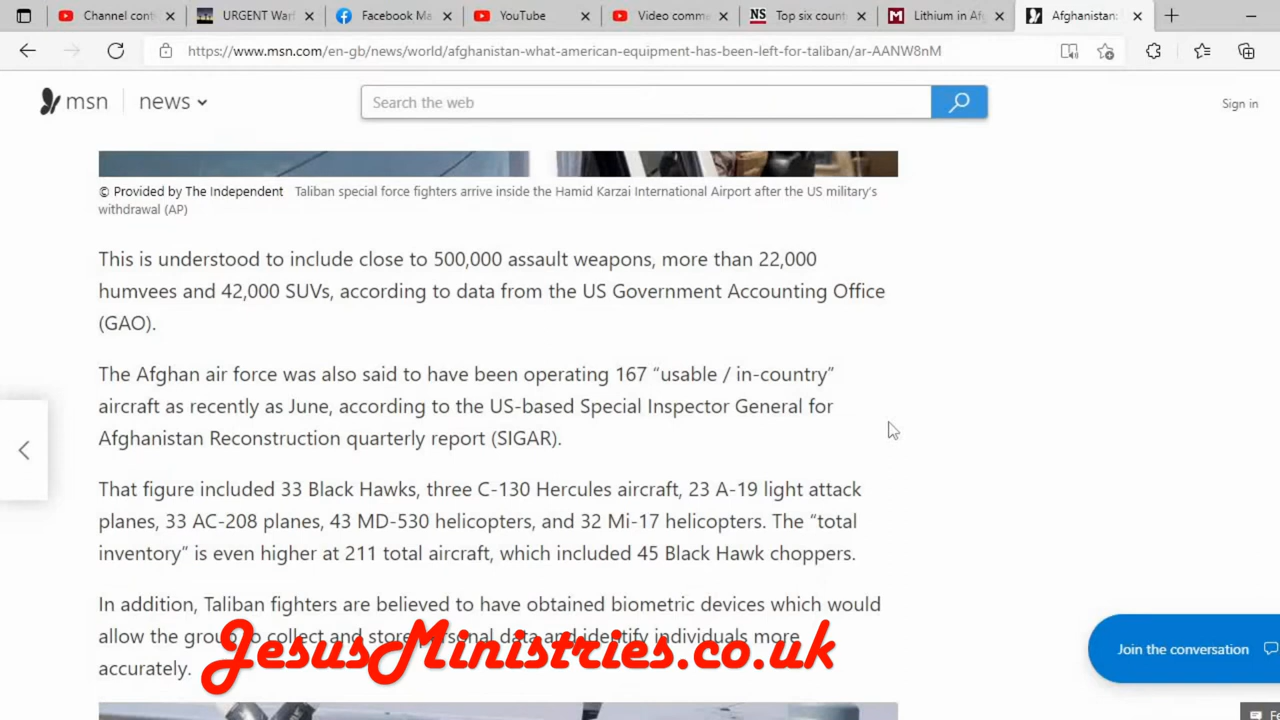 Channel cont
URGENT Warf
Facebook Ma
YouTube
Video comme
NS Top six count
M Lithium in Af
Afghanistan:
https://www.msn.com/en-gb/news/world/afghanistan-what-american-equipment-has-been-left-for-taliban/ar-AANW8nM
msn news
Search the web
Sign in
© Provided by The Independent Taliban special force fighters arrive inside the Hamid Karzai International Airport after the US military's
withdrawal (AP)
This is understood to include close to 500,000 assault weapons, more than 22,000
humvees and 42,000 SUVs, according to data from the US Government Accounting Office
(GAO).
The Afghan air force was also said to have been operating 167 “usable / in-country”
aircraft as recently as June, according to the US-based Special Inspector General for
Afghanistan Reconstruction quarterly report (SIGAR).
That figure included 33 Black Hawks, three C-130 Hercules aircraft, 23 A-19 light attack
planes, 33 AC-208 planes, 43 MD-530 helicopters, and 32 Mi-17 helicopters. The “total
inventory” is even higher at 211 total aircraft, which included 45 Black Hawk choppers.
In addition, Taliban fighters are believed to have obtained biometric devices which would
allow the group to collect and store personal data and identify individuals more
accurately.
JesusMinistries.co.uk
Join the conversation